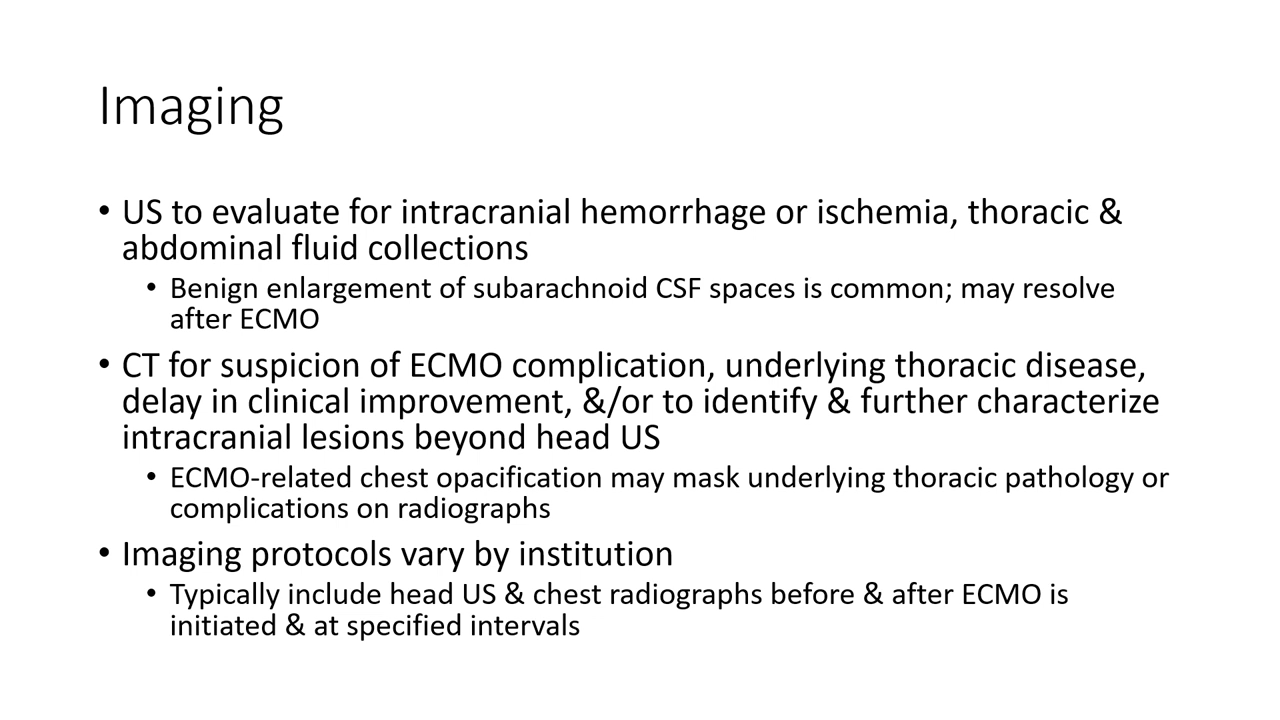 Imaging
• US to evaluate for intracranial hemorrhage or ischemia, thoracic &
abdominal fluid collections
• Benign enlargement of subarachnoid CSF spaces is common; may resolve
after ECMO
• CT for suspicion of ECMO complication, underlying thoracic disease,
delay in clinical improvement, &/or to identify & further characterize
intracranial lesions beyond head US
• ECMO-related chest opacification may mask underlying thoracic pathology or
complications on radiographs
• Imaging protocols vary by institution
• Typically include head US & chest radiographs before & after ECMO is
initiated & at specified intervals